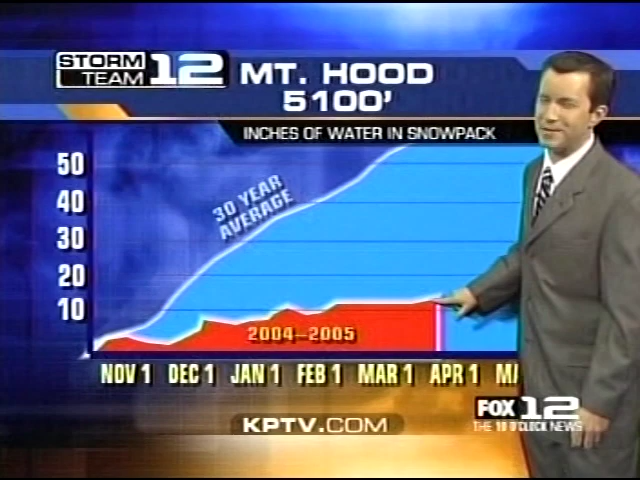 STORM
TEAM 12
MT. HOOD
5100'
INCHES OF WATER IN SNOWPACK
50
40
30
20
10
30 YEAR
AVERAGE
2004-2005
NOV 1 DEC 1 JAN 1 FEB 1 MAR 1 APR 1 MA
FOX 12
THE 10 O'CLOCK NEWS
KPTV.COM